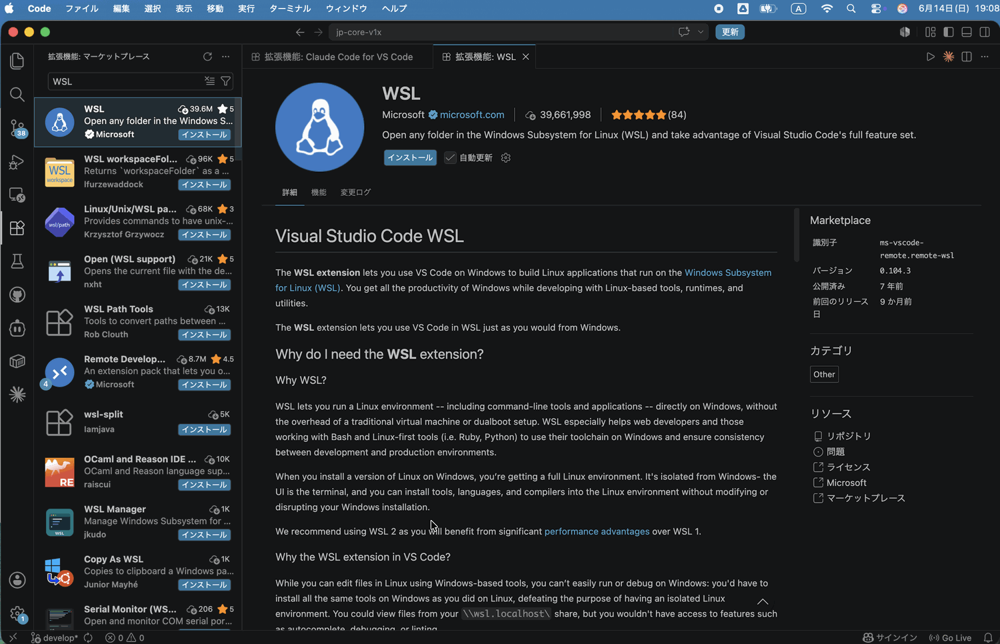 Code ファイル 編集 選択 表示 移動 実行 ターミナル ウィンドウ ヘルプ A 6月14日(日) 19:08
jp-core-v1x 更新
拡張機能: マーケットプレース
拡張機能: Claude Code for VS Code
拡張機能: WSL
WSL
WSL 39.6M 5
Open any folder in the Windows S...
Microsoft インストール
WSL workspaceFol... 96K 5
Returns `workspaceFolder` as a ...
lfurzewaddock インストール
WSL
workspace
Linux/Unix/WSL pa... 68K 3
Provides commands to have unix-...
Krzysztof Grzywocz インストール
wsl/path
Open (WSL support) 21K 5
Opens the current file with the de...
nxht インストール
WSL Path Tools 13K
Tools to convert paths between ...
Rob Clouth インストール
Remote Develop... 8.7M 4.5
An extension pack that lets you o...
Microsoft インストール
4
wsl-split 5K
lamjava インストール
OCaml and Reason IDE ... 10K
OCaml and Reason language sup...
raiscui インストール
RE
WSL Manager 1K
Manage Windows Subsystem for ...
jkudo インストール
WSL
Copy As WSL 1K
Copies to clipboard a Windows pa...
Junior Mayhé インストール
Serial Monitor (WS... 206 5
Open and monitor COM serial por...
38
1
WSL
Microsoft microsoft.com 39,661,998 (84)
Open any folder in the Windows Subsystem for Linux (WSL) and take advantage of Visual Studio Code's full feature set.
インストール 自動更新
詳細 機能 変更ログ
Visual Studio Code WSL
The WSL extension lets you use VS Code on Windows to build Linux applications that run on the Windows Subsystem
for Linux (WSL). You get all the productivity of Windows while developing with Linux-based tools, runtimes, and
utilities.
The WSL extension lets you use VS Code in WSL just as you would from Windows.
Why do I need the WSL extension?
Why WSL?
WSL lets you run a Linux environment -- including command-line tools and applications -- directly on Windows, without
the overhead of a traditional virtual machine or dualboot setup. WSL especially helps web developers and those
working with Bash and Linux-first tools (i.e. Ruby, Python) to use their toolchain on Windows and ensure consistency
between development and production environments.
When you install a version of Linux on Windows, you're getting a full Linux environment. It's isolated from Windows- the
UI is the terminal, and you can install tools, languages, and compilers into the Linux environment without modifying or
disrupting your Windows installation.
We recommend using WSL 2 as you will benefit from significant performance advantages over WSL 1.
Why the WSL extension in VS Code?
While you can edit files in Linux using Windows-based tools, you can't easily run or debug on Windows: you'd have to
install all the same tools on Windows as you did on Linux, defeating the purpose of having an isolated Linux
environment. You could view files from your \\wsl.localhost\ share, but you wouldn't have access to features such
as autocomplete, debugging, or linting.
Marketplace
識別子 ms-vscode-
remote.remote-wsl
バージョン 0.104.3
公開済み 7 年前
前回のリリース 9 か月前
日
カテゴリ
Other
リソース
リポジトリ
問題
ライセンス
Microsoft
マーケットプレース
develop* 0 0 サインイン Go Live